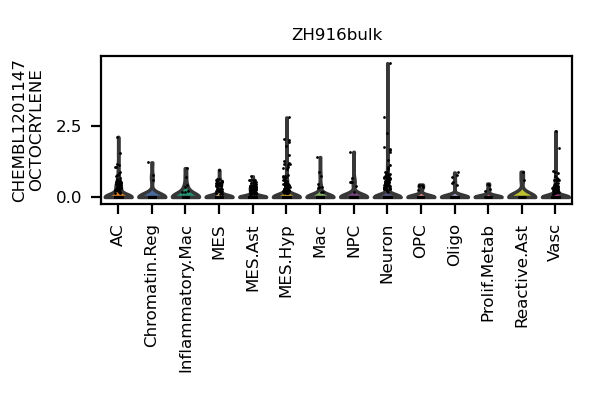 ZH916bulk
CHEMBL1201147
OCTOCRYLENE
2.5
0.0
AC
Chromatin.Reg
Inflammatory.Mac
MES
MES.Ast
MES.Hyp
Mac
NPC
Neuron
OPC
Oligo
Prolif.Metab
Reactive.Ast
Vasc